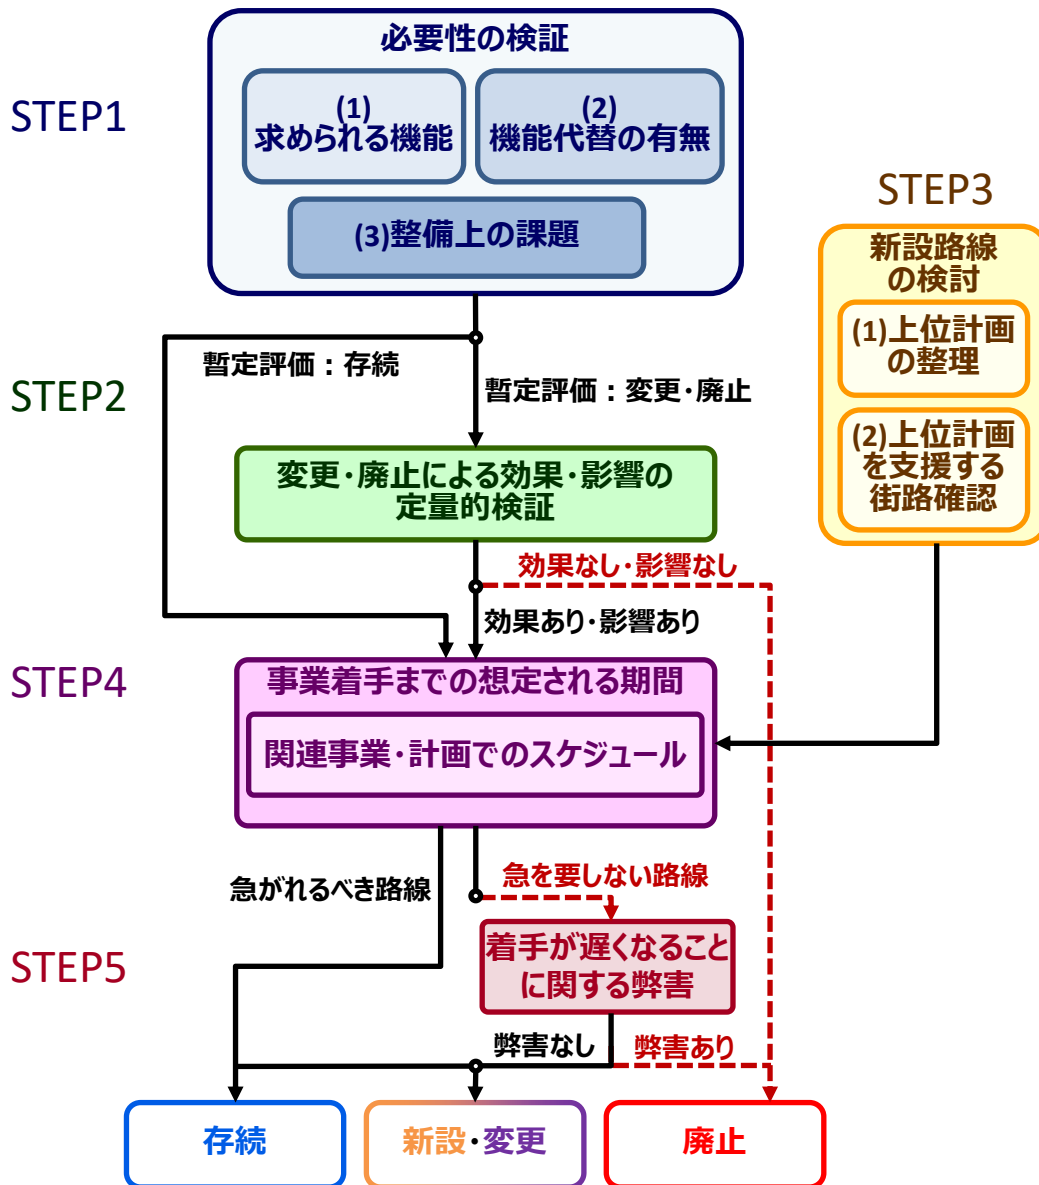 必要性の検証
STEP1
(1)
求められる機能
(2)
機能代替の有無
(3)整備上の課題
STEP3
新設路線
の検討
(1)上位計画
の整理
(2)上位計画
を支援する
街路確認
暫定評価：存続
STEP2
暫定評価：変更・廃止
変更・廃止による効果・影響の
定量的検証
効果なし・影響なし
効果あり・影響あり
STEP4
事業着手までの想定される期間
関連事業・計画でのスケジュール
急がれるべき路線
急を要しない路線
STEP5
着手が遅くなること
に関する弊害
弊害なし
弊害あり
存続
新設・変更
廃止